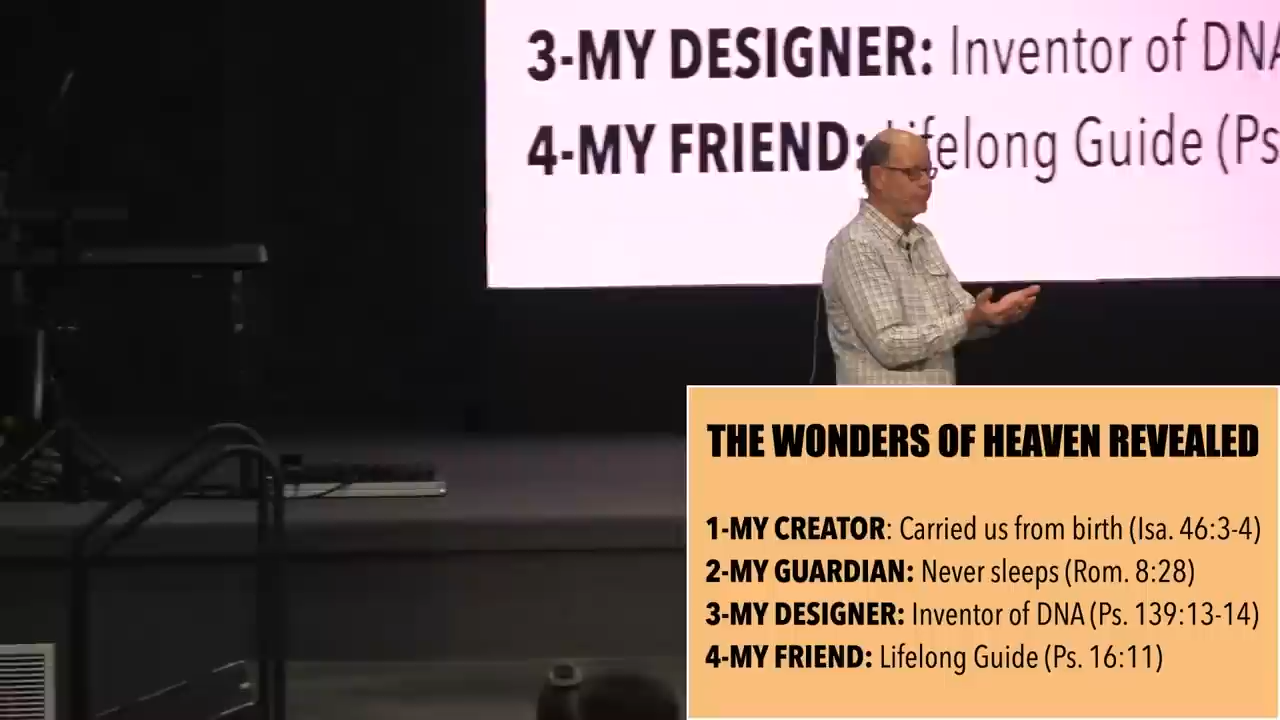 3-MY DESIGNER: Inventor of DNA
4-MY FRIEND: Lifelong Guide (Ps
THE WONDERS OF HEAVEN REVEALED
1-MY CREATOR: Carried us from birth (Isa. 46:3-4)
2-MY GUARDIAN: Never sleeps (Rom. 8:28)
3-MY DESIGNER: Inventor of DNA (Ps. 139:13-14)
4-MY FRIEND: Lifelong Guide (Ps. 16:11)